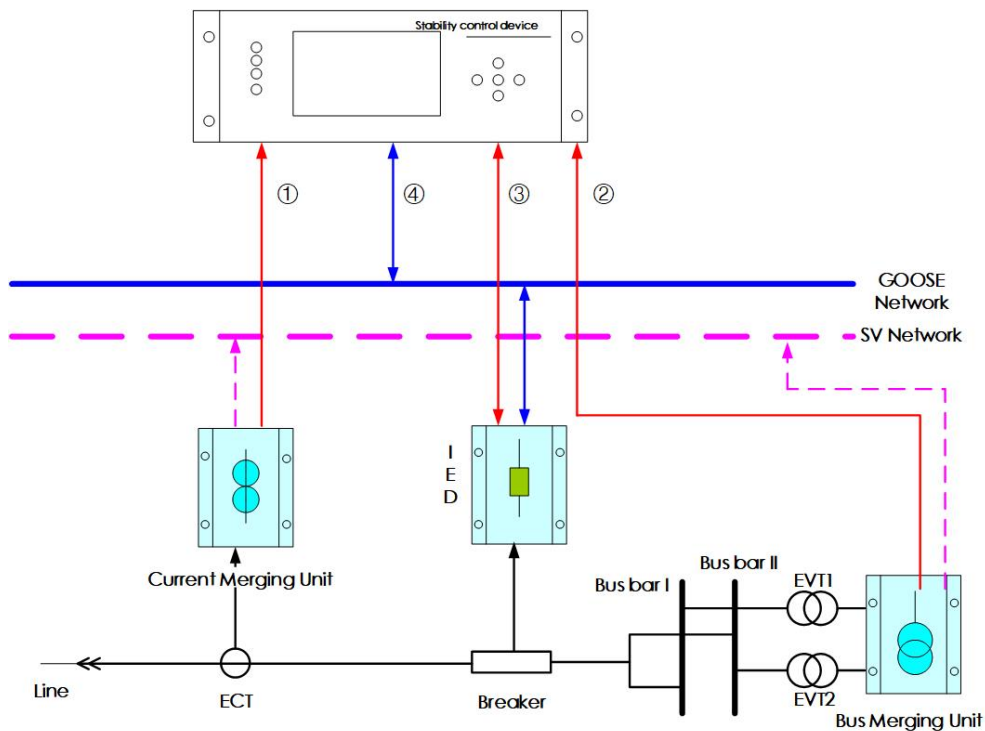 Stability control device
①
④
③
②
GOOSE
Network
SV Network
I
E
D
Current Merging Unit
Bus bar I
Bus bar II
EVT1
Line
ECT
Breaker
EVT2
Bus Merging Unit